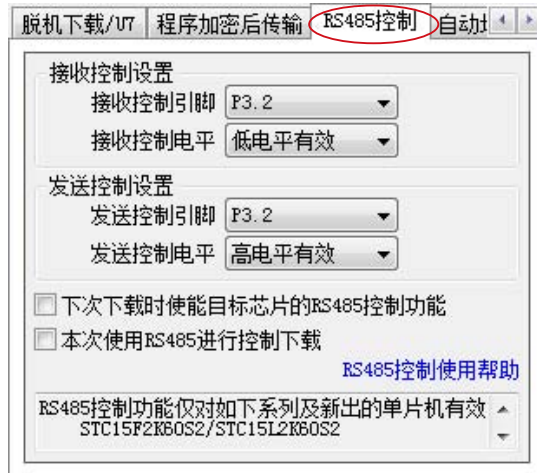 脱机下载/U7 程序加密后传输 RS485控制 自动
接收控制设置
接收控制引脚 P3.2
接收控制电平 低电平有效
发送控制设置
发送控制引脚 P3.2
发送控制电平 高电平有效
下次下载时使能目标芯片的RS485控制功能
本次使用RS485进行控制下载
RS485控制使用帮助
RS485控制功能仅对如下系列及新出的单片机有效
STC15F2K60S2/STC15L2K60S2